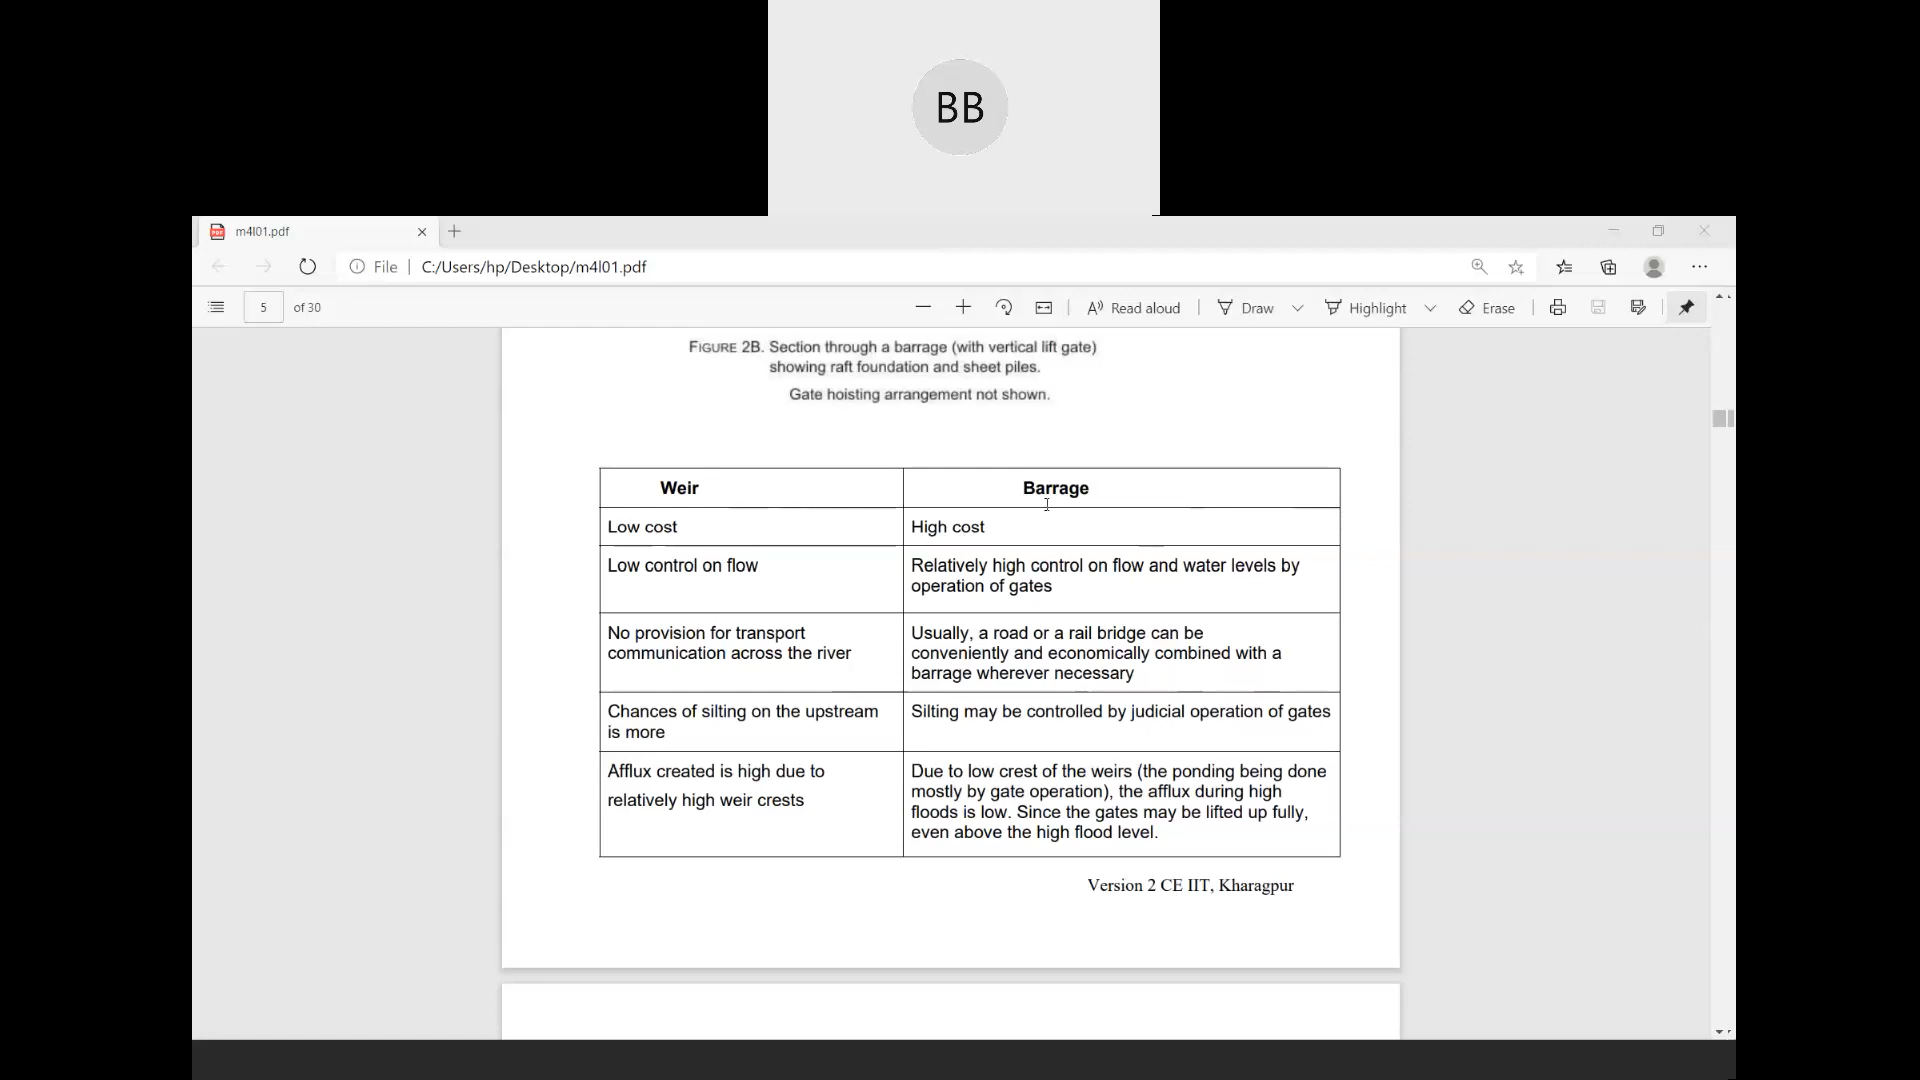 BB
m4l01.pdf
File | C:/Users/hp/Desktop/m4l01.pdf
5 of 30
Read aloud
Draw
Highlight
Erase
FIGURE 2B. Section through a barrage (with vertical lift gate)
showing raft foundation and sheet piles.
Gate hoisting arrangement not shown.
Weir
Barrage
Low cost
High cost
Low control on flow
Relatively high control on flow and water levels by
operation of gates
No provision for transport
communication across the river
Usually, a road or a rail bridge can be
conveniently and economically combined with a
barrage wherever necessary
Chances of silting on the upstream
is more
Silting may be controlled by judicial operation of gates
Afflux created is high due to
relatively high weir crests
Due to low crest of the weirs (the ponding being done
mostly by gate operation), the afflux during high
floods is low. Since the gates may be lifted up fully,
even above the high flood level.
Version 2 CE IIT, Kharagpur